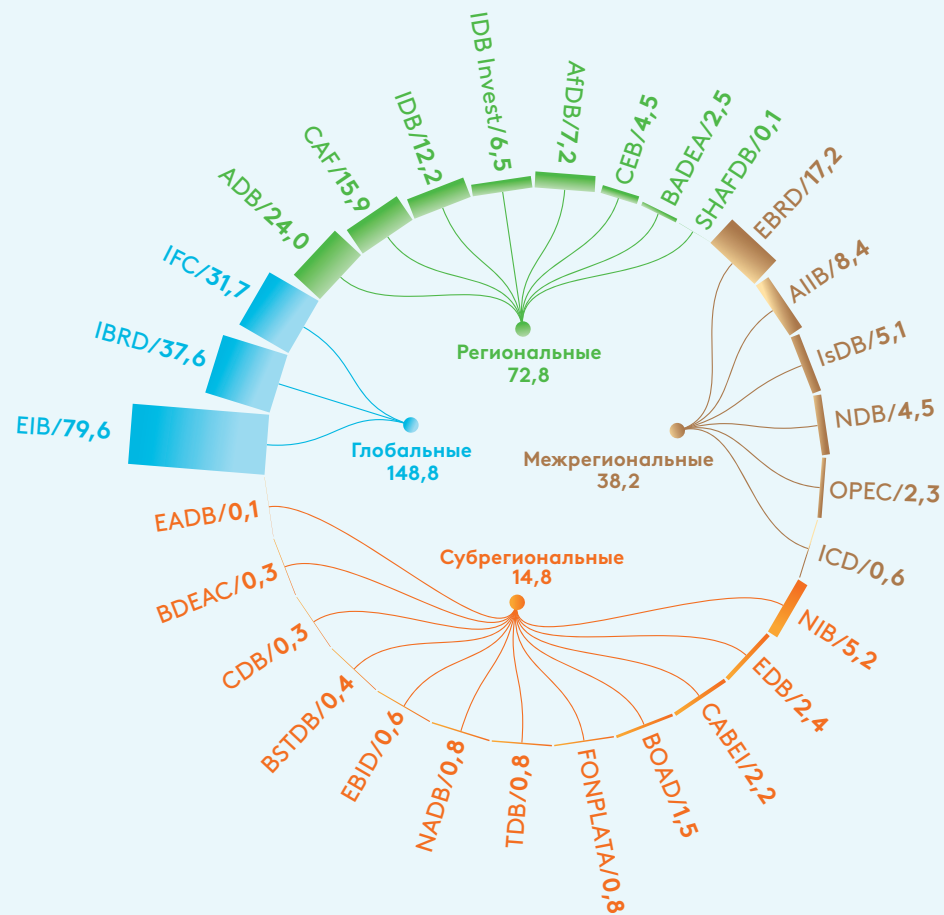 IDB Invest/6,5
AfDB/7,2
IDB/12,2
CEB/4,5
BADEA/2,5
CAF/15,9
SHAFDB/0,1
ADB/24,0
EBRD/17,2
IFC/31,7
AIIB/8,4
IBRD/37,6
IsDB/5,1
EIB/79,6
NDB/4,5
Региональные
72,8
Глобальные
148,8
Межрегиональные
38,2
OPEC/2,3
EADB/0,1
ICD/0,6
Субрегиональные
14,8
BDEAC/0,3
NIB/5,2
CDB/0,3
EDB/2,4
BSTDB/0,4
CABEI/2,2
EBID/0,6
BOAD/1,5
NADB/0,8
TDB/0,8
FONPLATA/0,8